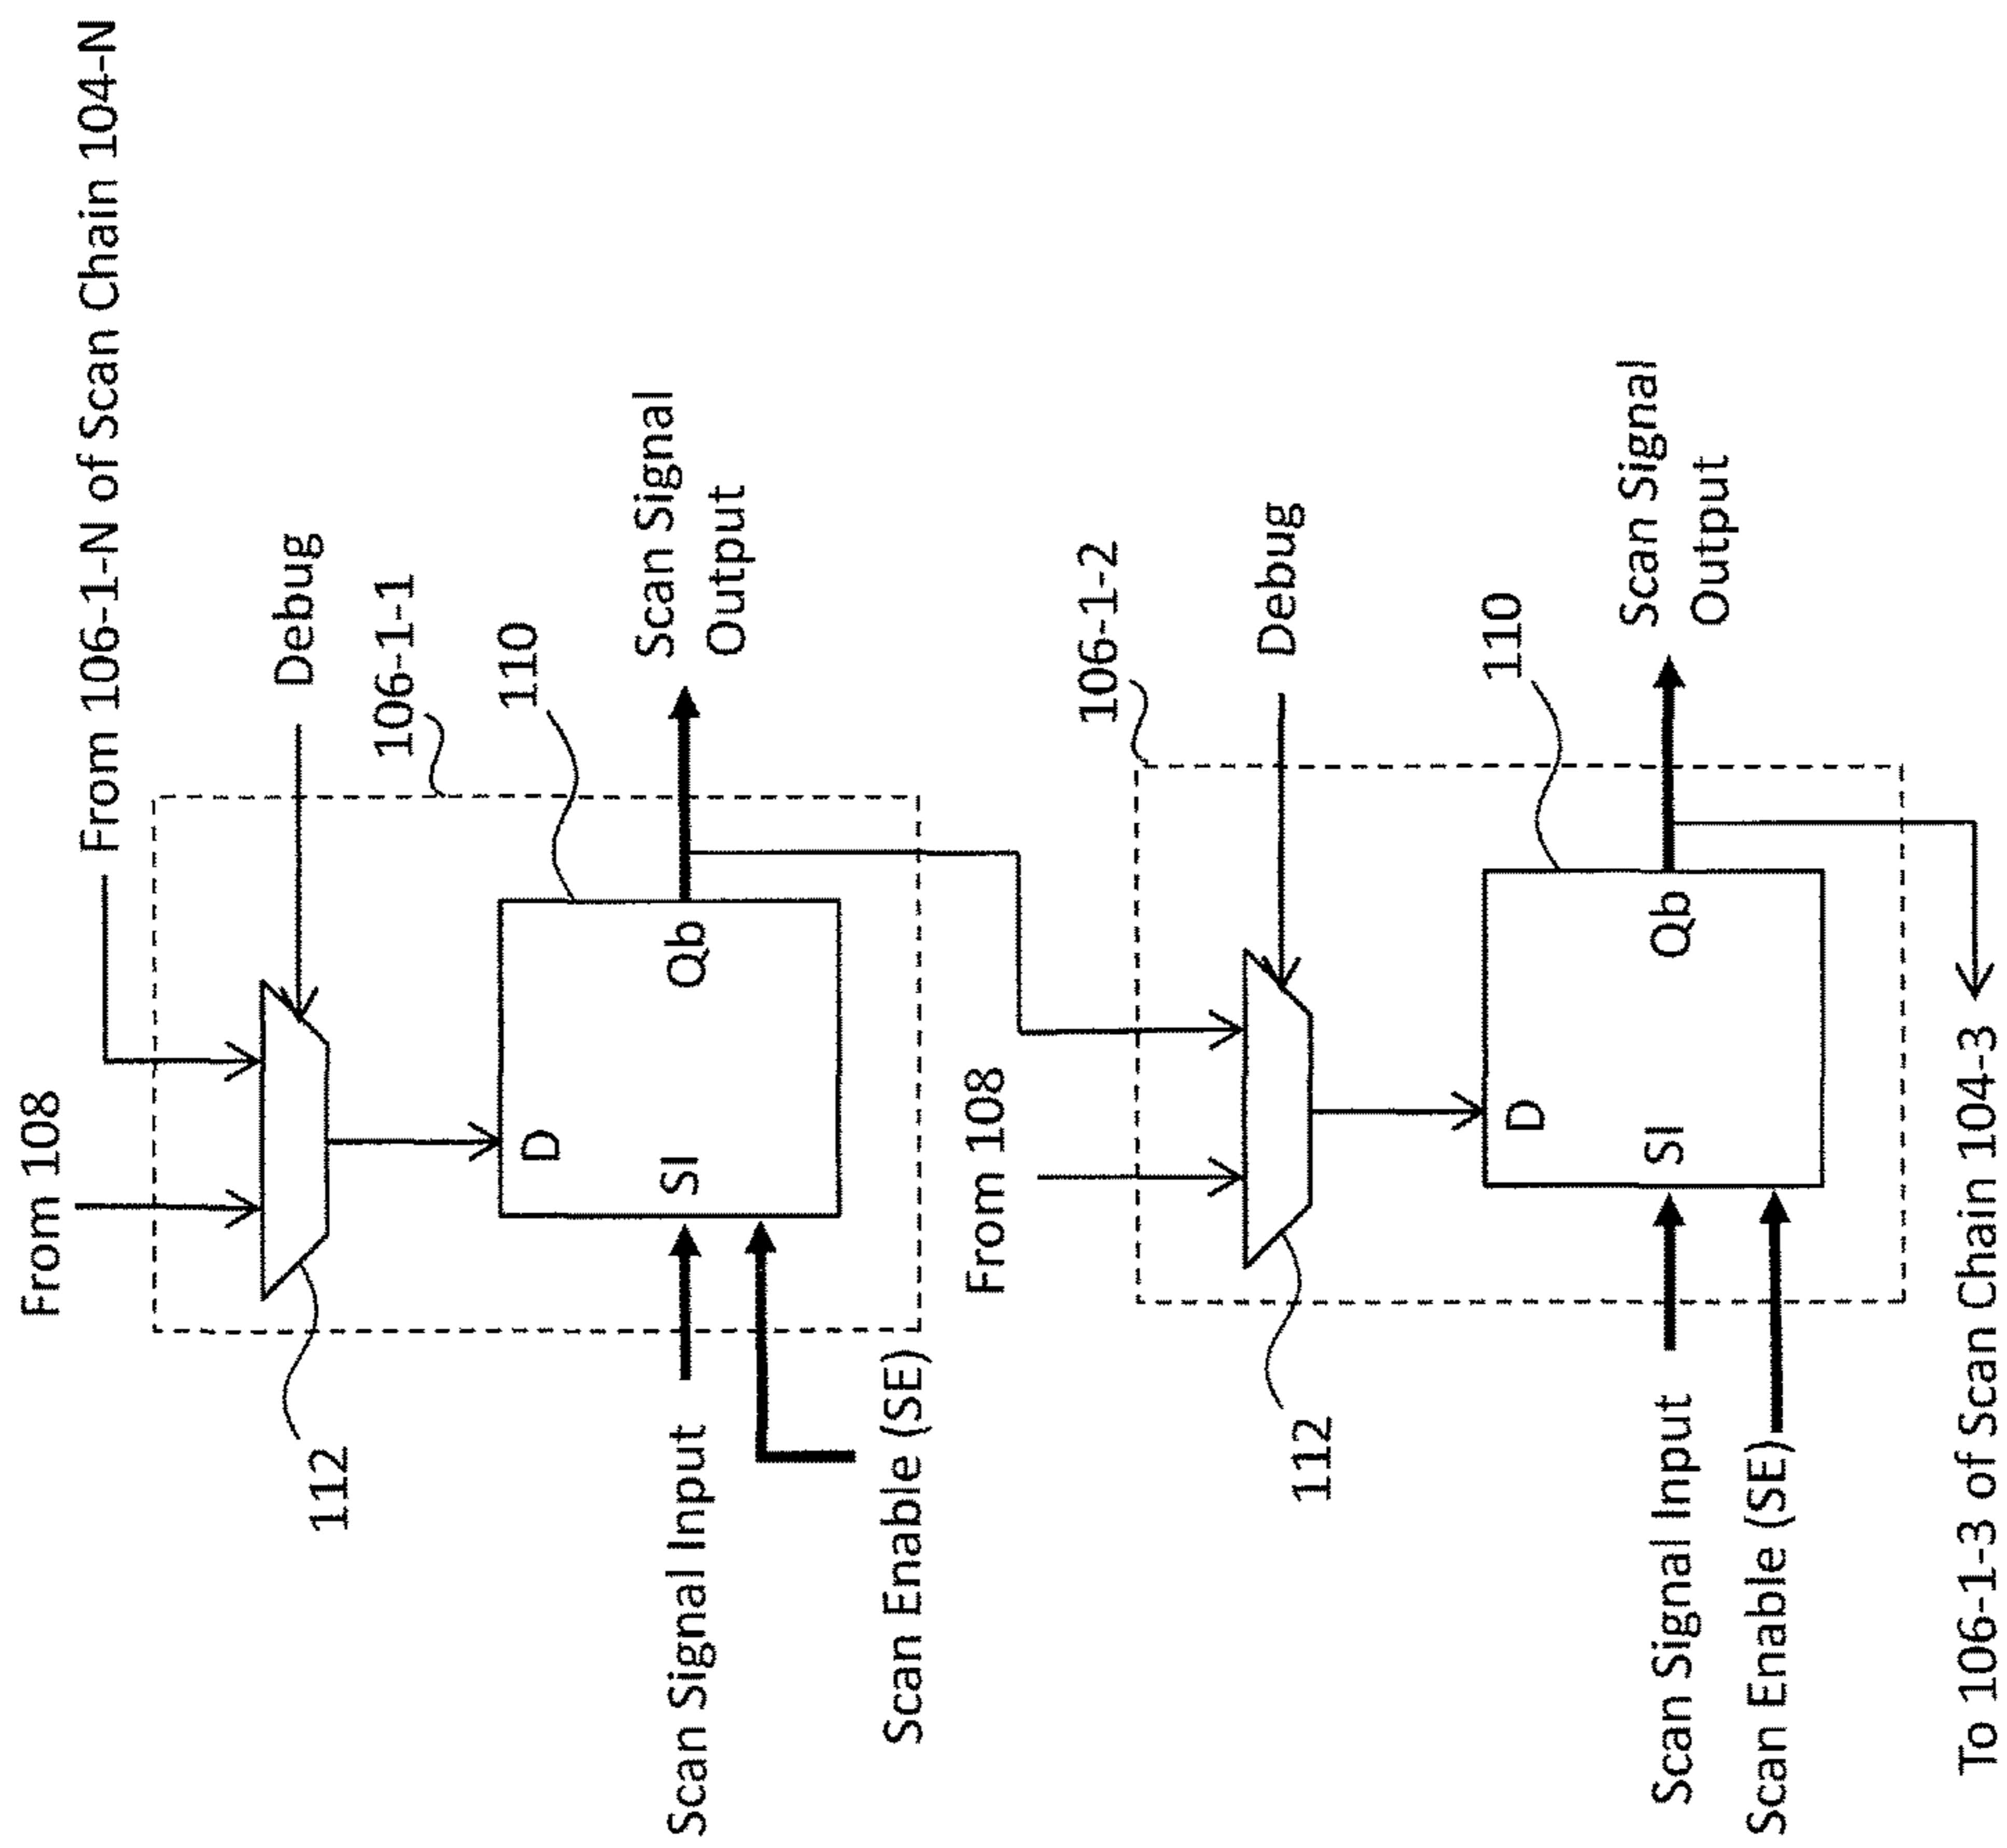 From 108
From 106-1-N of Scan Chain 104-N
Debug
106-1-1
112
110
D
SI
Qb
Scan Signal Input
Scan Signal
Output
Scan Enable (SE)
From 108
106-1-2
Debug
112
110
D
SI
Qb
Scan Signal Input
Scan Signal
Output
Scan Enable (SE)
To 106-1-3 of Scan Chain 104-3